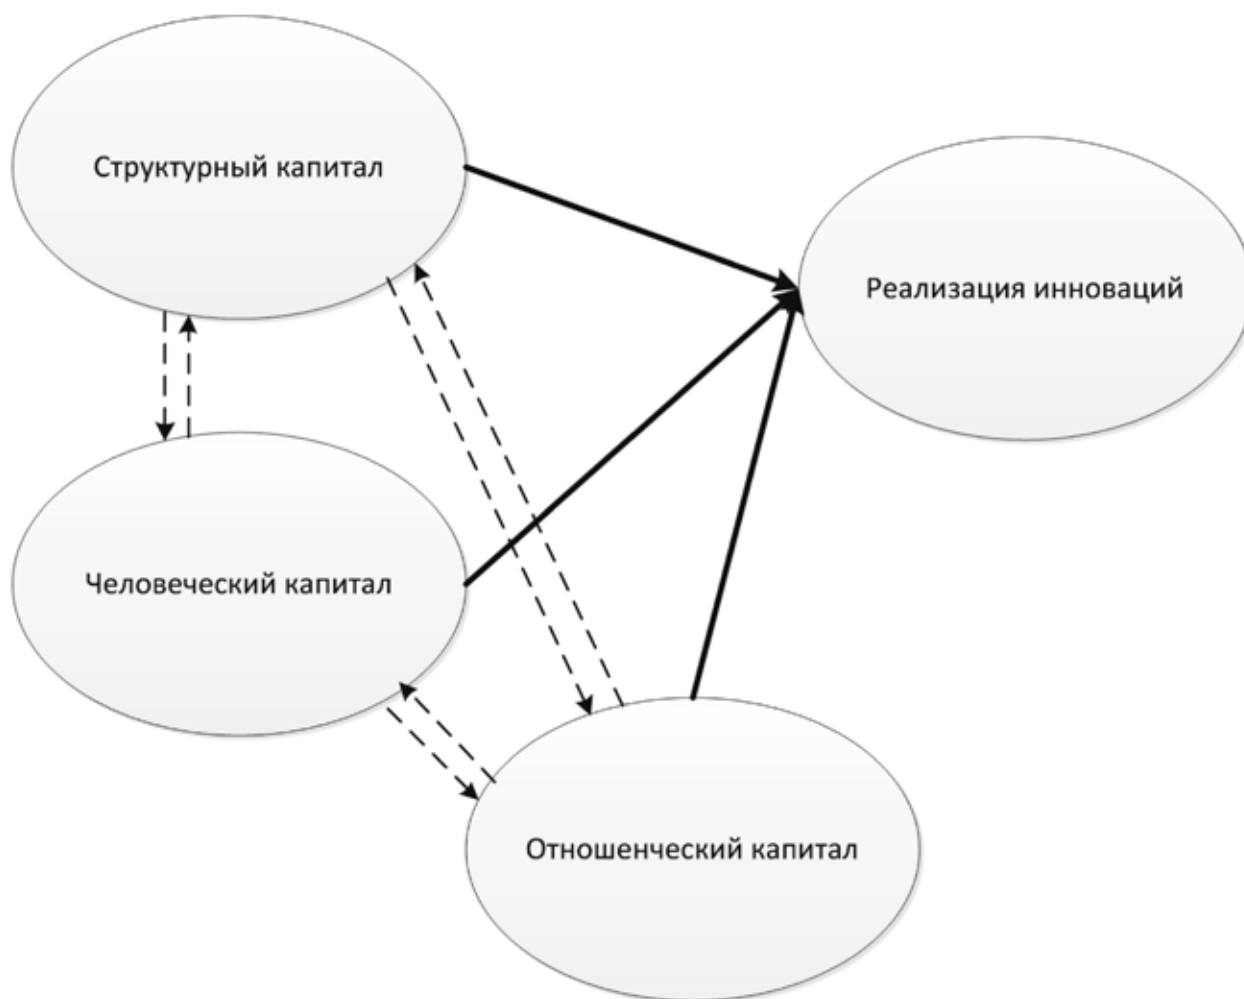 Структурный капитал
Реализация инноваций
Человеческий капитал
Отношенческий капитал